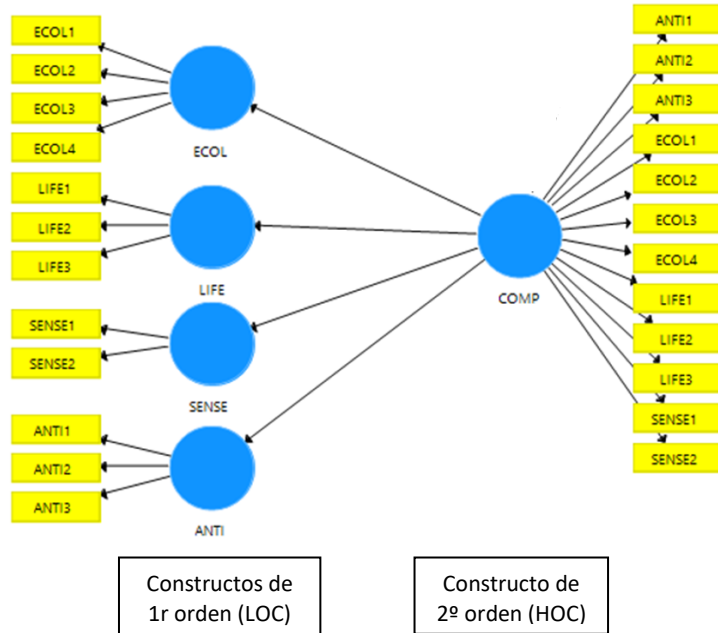 ECOL1
ECOL2
ECOL3
ECOL4
ECOL
LIFE1
LIFE2
LIFE3
LIFE
SENSE1
SENSE2
SENSE
ANTI1
ANTI2
ANTI3
ANTI
COMP
ANTI1
ANTI2
ANTI3
ECOL1
ECOL2
ECOL3
ECOL4
LIFE1
LIFE2
LIFE3
SENSE1
SENSE2
Constructos de
1r orden (LOC)
Constructo de
2º orden (HOC)